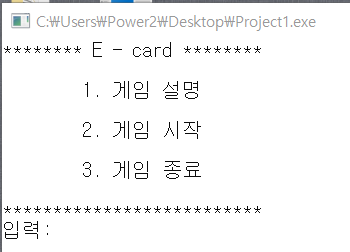 C:₩Users₩Power2₩Desktop₩Project1.exe
******** E - card ********
1. 게임 설명
2. 게임 시작
3. 게임 종료
**************************
입력: